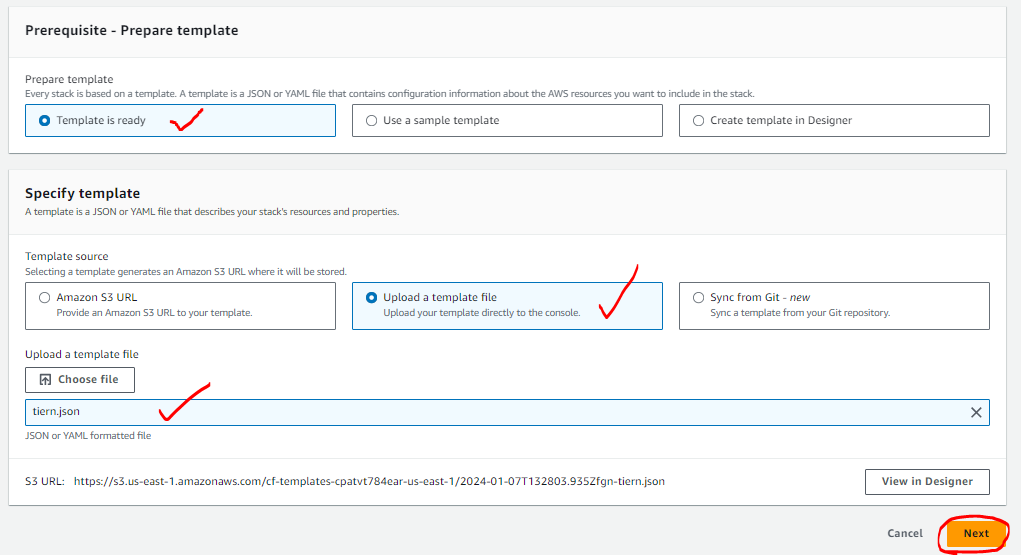 Prerequisite - Prepare template
Prepare template
Every stack is based on a template. A template is a JSON or YAML file that contains configuration information about the AWS resources you want to include in the stack.
Template is ready
Use a sample template
Create template in Designer
Specify template
A template is a JSON or YAML file that describes your stack's resources and properties.
Template source
Selecting a template generates an Amazon S3 URL where it will be stored.
Amazon S3 URL
Provide an Amazon S3 URL to your template.
Upload a template file
Upload your template directly to the console.
Sync from Git - new
Sync a template from your Git repository.
Upload a template file
Choose file
tiern.json
JSON or YAML formatted file
S3 URL: https://s3.us-east-1.amazonaws.com/cf-templates-cpatvt784ear-us-east-1/2024-01-07T132803.935Zfgn-tiern.json
View in Designer
Cancel
Next